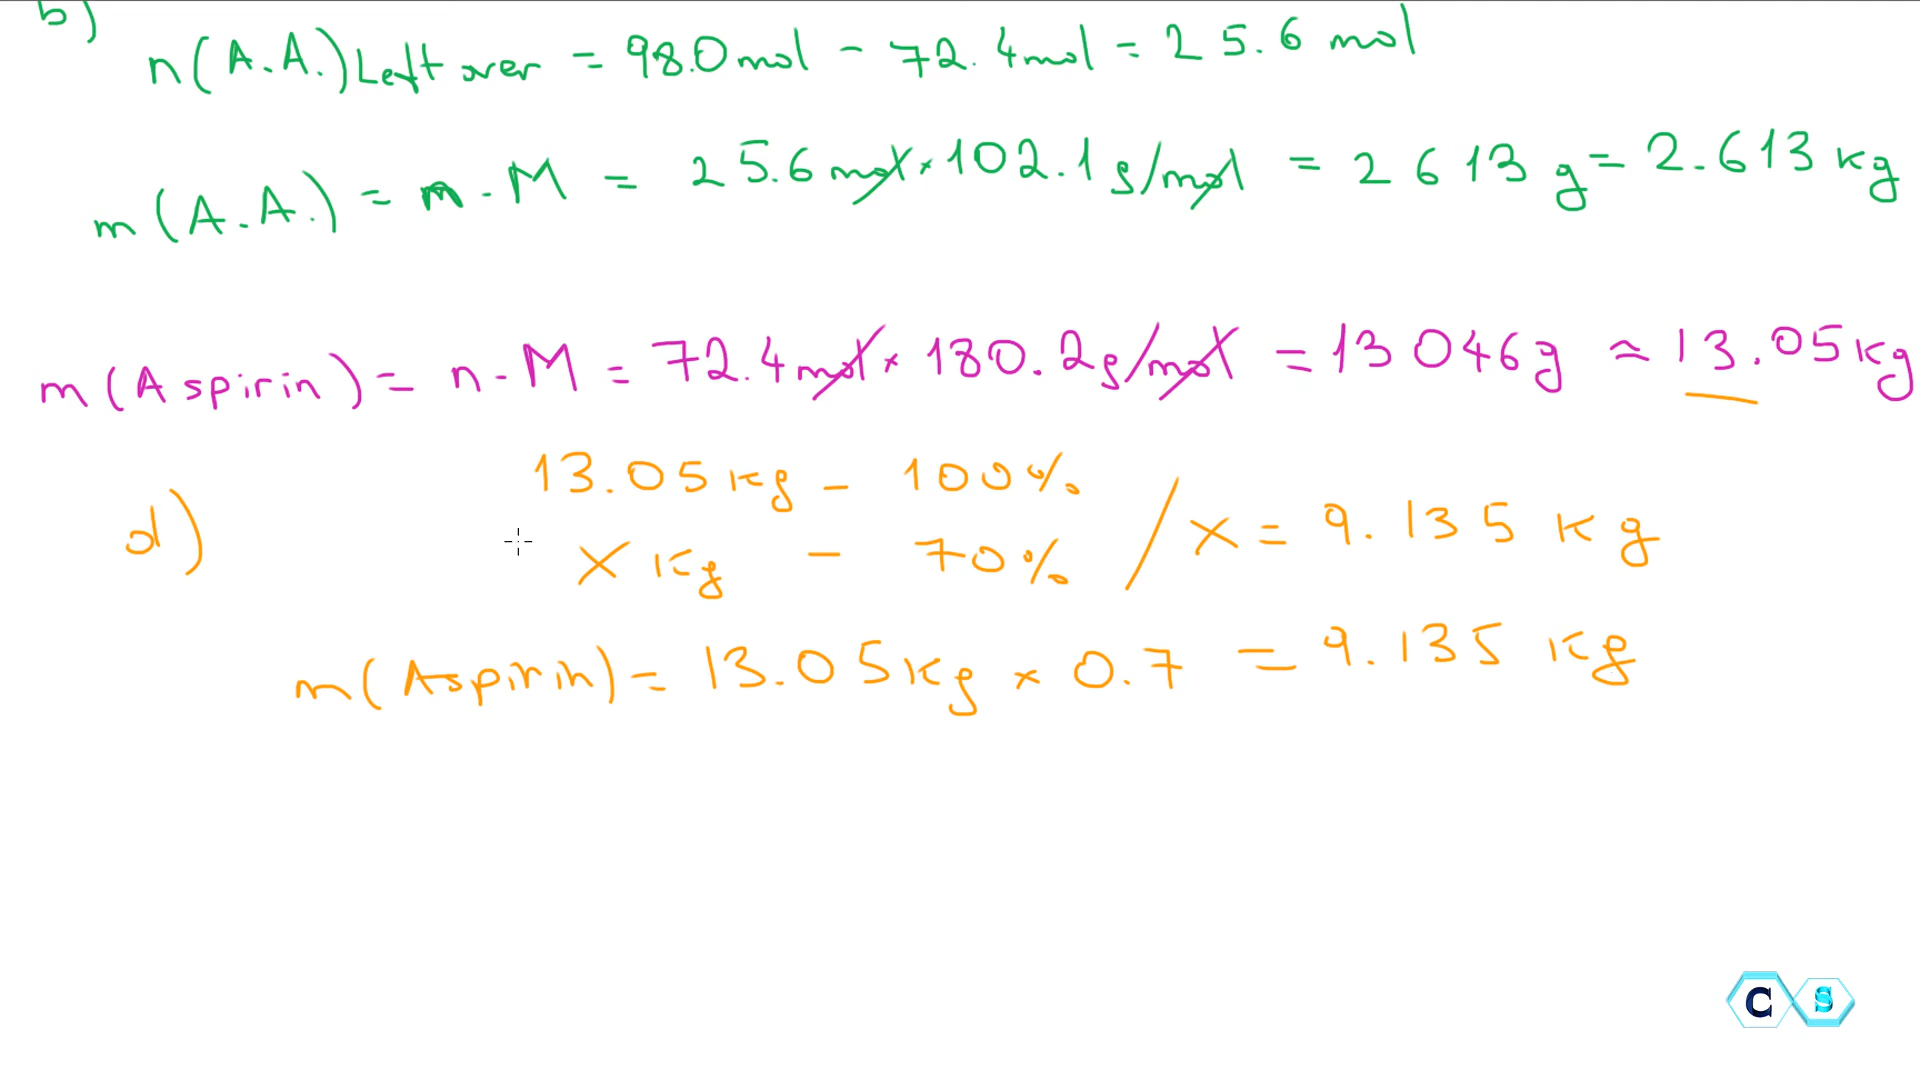 b)
n(A.A.) Left over = 98.0 mol - 72.4 mol = 25.6 mol
m(A.A.) = n · M = 25.6 mol × 102.1 g/mol = 2613 g = 2.613 kg
m(Aspirin) = n · M = 72.4 mol × 180.2 g/mol = 13046 g ≈ 13.05 kg
d)
13.05 kg - 100%
x kg - 70% / x = 9.135 kg
m(Aspirin) = 13.05 kg × 0.7 = 9.135 kg
C S